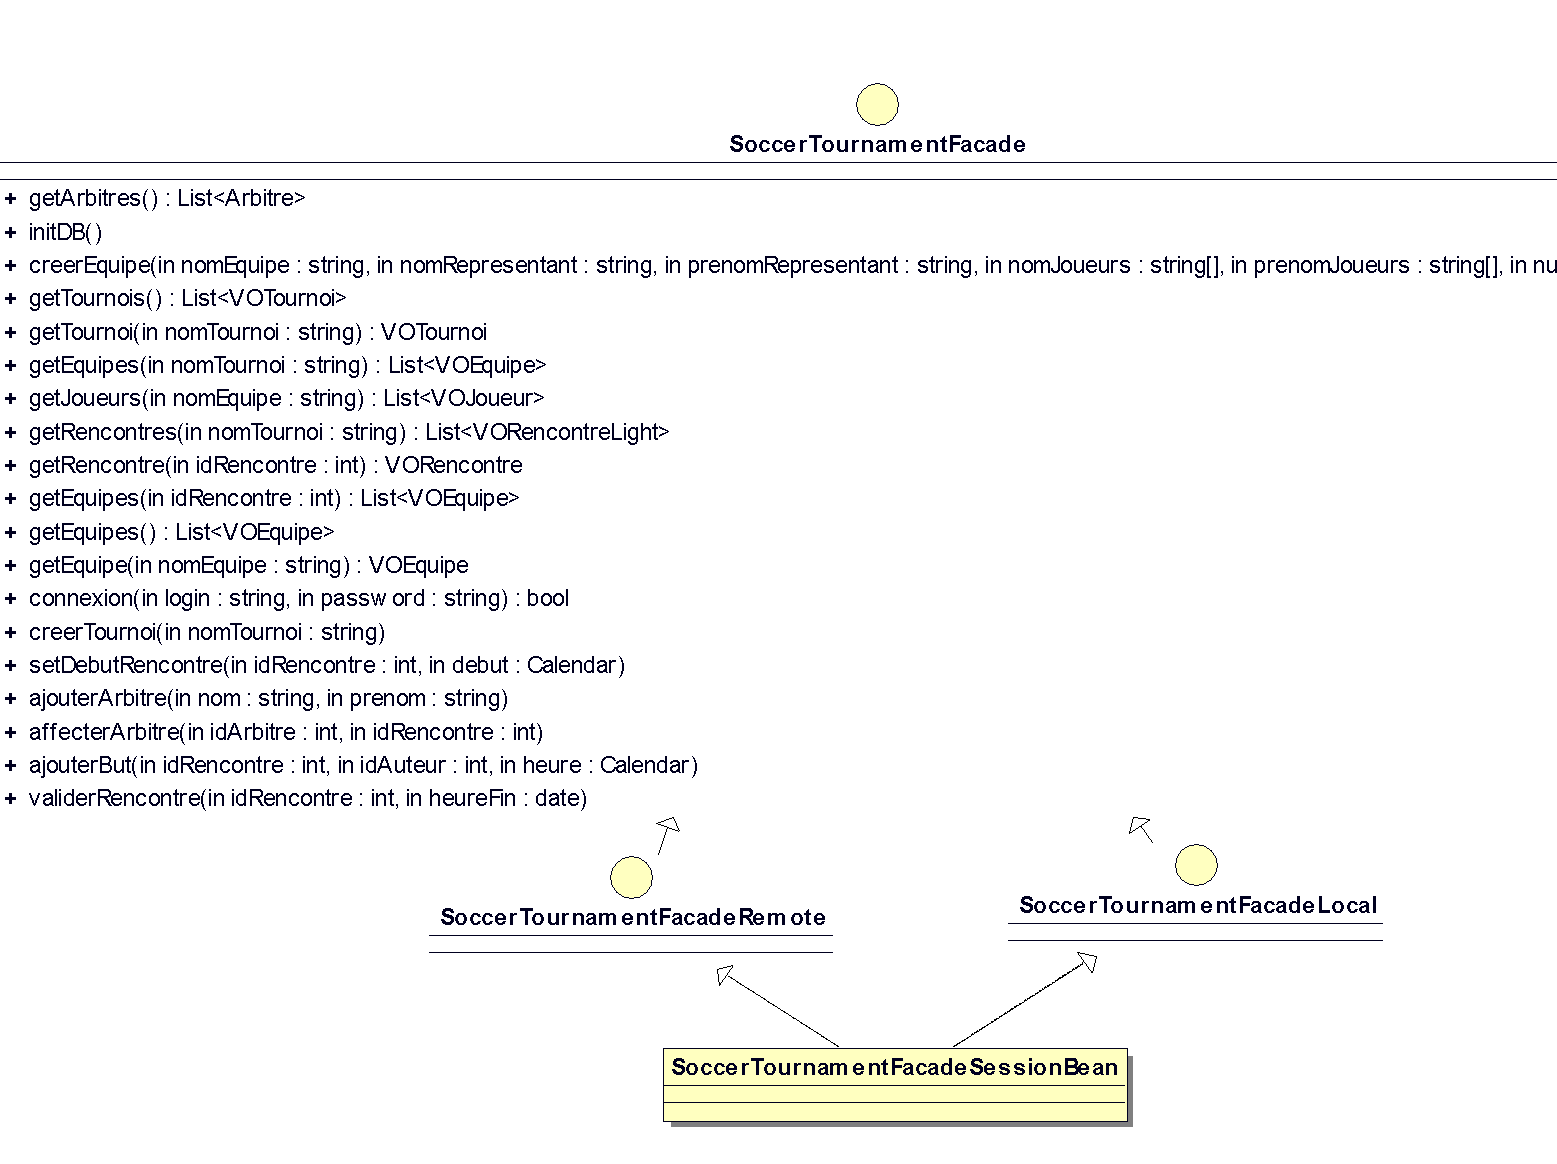 SoccerTournamentFacade
+ getArbitres() : List<Arbitre>
+ initDB()
+ creerEquipe(in nomEquipe : string, in nomRepresentant : string, in prenomRepresentant : string, in nomJoueurs : string[], in prenomJoueurs : string[], in nu
+ getTournois() : List<VOTournoi>
+ getTournoi(in nomTournoi : string) : VOTournoi
+ getEquipes(in nomTournoi : string) : List<VOEquipe>
+ getJoueurs(in nomEquipe : string) : List<VOJoueur>
+ getRencontres(in nomTournoi : string) : List<VORencontreLight>
+ getRencontre(in idRencontre : int) : VORencontre
+ getEquipes(in idRencontre : int) : List<VOEquipe>
+ getEquipes() : List<VOEquipe>
+ getEquipe(in nomEquipe : string) : VOEquipe
+ connexion(in login : string, in password : string) : bool
+ creerTournoi(in nomTournoi : string)
+ setDebutRencontre(in idRencontre : int, in debut : Calendar)
+ ajouterArbitre(in nom : string, in prenom : string)
+ affecterArbitre(in idArbitre : int, in idRencontre : int)
+ ajouterBut(in idRencontre : int, in idAuteur : int, in heure : Calendar)
+ validerRencontre(in idRencontre : int, in heureFin : date)
SoccerTournamentFacadeRemote
SoccerTournamentFacadeLocal
SoccerTournamentFacadeSessionBean